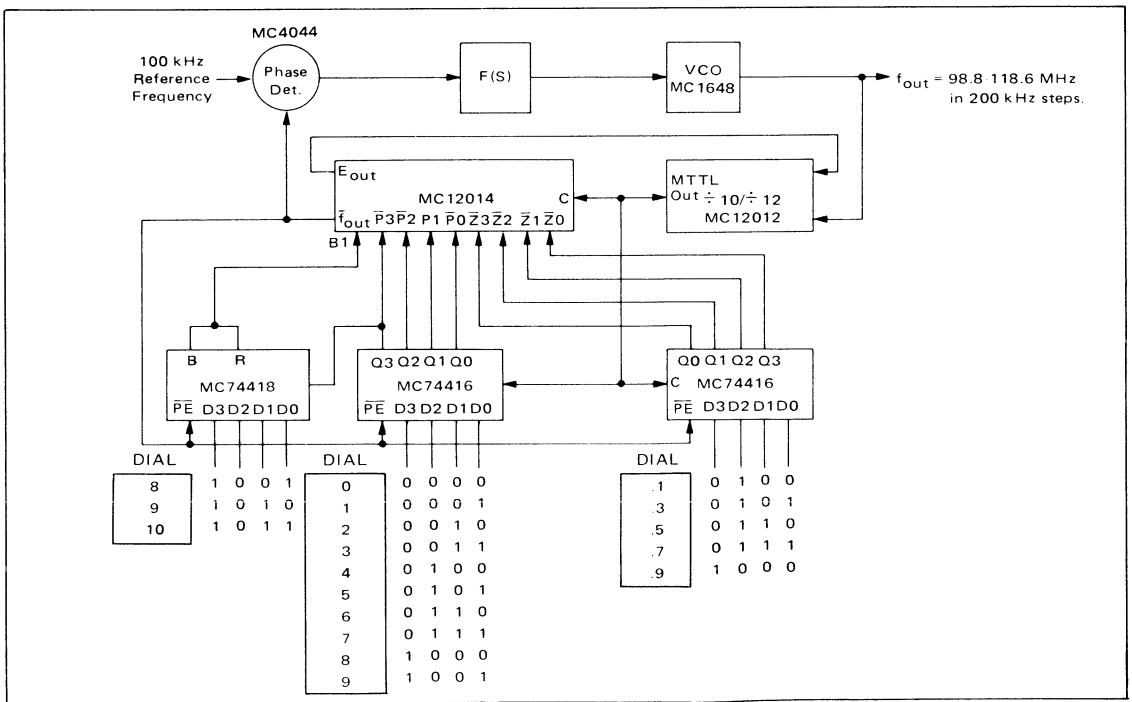 MC4044
100 kHz
Reference
Frequency
Phase
Det.
F(S)
VCO
MC1648
fout = 98.8-118.6 MHz
in 200 kHz steps.
Eout
MC12014
C
f̅out P̅3 P̅2 P1 P̅0 Z̅3 Z̅2 Z̅1 Z̅0
B1
MTTL
Out ÷ 10/÷ 12
MC12012
B R
MC74418
P̅E̅ D3 D2 D1 D0
Q3 Q2 Q1 Q0
MC74416
P̅E̅ D3 D2 D1 D0
Q0 Q1 Q2 Q3
C MC74416
P̅E̅ D3 D2 D1 D0
DIAL
8 1 0 0 1
9 1 0 1 0
10 1 0 1 1
DIAL
0 0 0 0 0
1 0 0 0 1
2 0 0 1 0
3 0 0 1 1
4 0 1 0 0
5 0 1 0 1
6 0 1 1 0
7 0 1 1 1
8 1 0 0 0
9 1 0 0 1
DIAL
.1 0 1 0 0
.3 0 1 0 1
.5 0 1 1 0
.7 0 1 1 1
.9 1 0 0 0